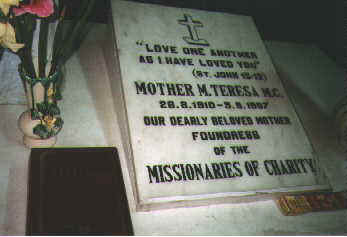 "LOVE ONE ANOTHER
AS I HAVE LOVED YOU"
(ST. JOHN 15·12)
MOTHER M. TERESA M.C.
26.8.1910-5.9.1997
OUR DEARLY BELOVED MOTHER
FOUNDRESS
OF THE
MISSIONARIES OF CHARITY